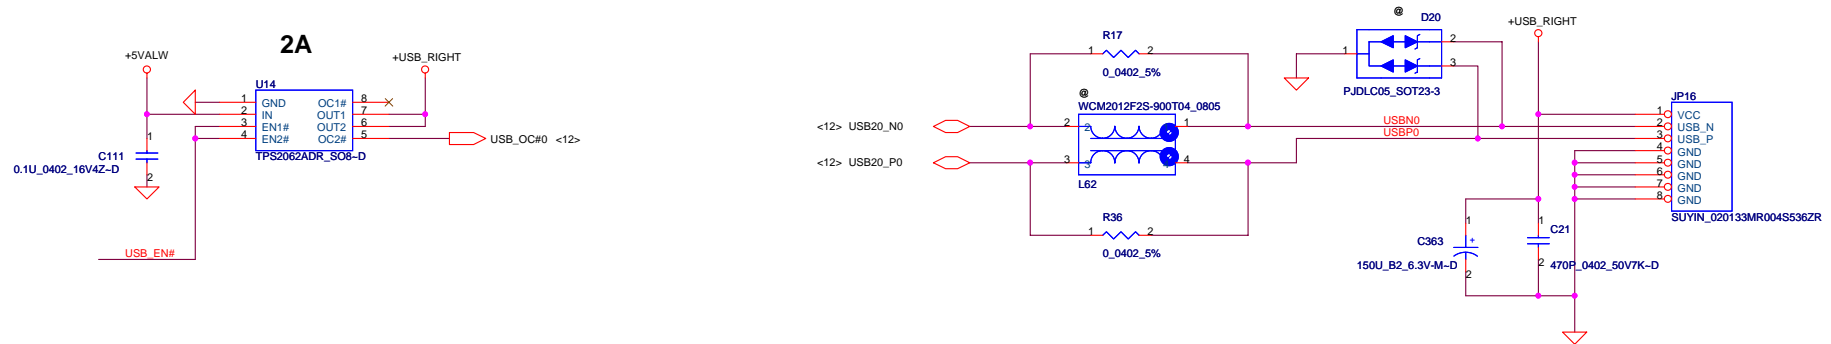 2A
+5VALW
+USB_RIGHT
U14
1 GND OC1# 8
2 IN OUT1 7
3 EN1# OUT2 6
4 EN2# OC2# 5
TPS2062ADR_SO8~D
USB_OC#0 <12>
1
C111
0.1U_0402_16V4Z~D
2
USB_EN#
@
D20
+USB_RIGHT
R17
1 2
0_0402_5%
1
2
3
PJDLC05_SOT23-3
@
WCM2012F2S-900T04_0805
<12> USB20_N0
2 2 1
<12> USB20_P0
3 3 4
L62
USBN0
USBP0
JP16
1 VCC
2 USB_N
3 USB_P
4 GND
5 GND
6 GND
7 GND
8 GND
SUYIN_020133MR004S536ZR
R36
1 2
0_0402_5%
1
C363
+
150U_B2_6.3V-M~D
2
1
C21
2
470P_0402_50V7K~D